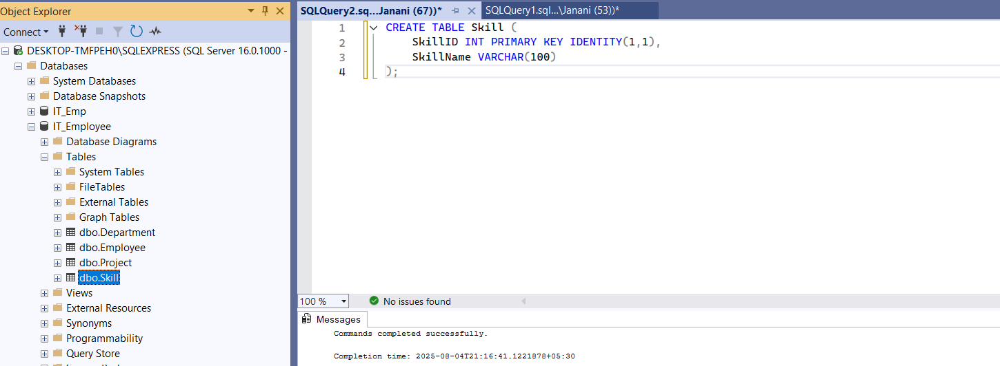 Object Explorer
Connect
DESKTOP-TMFPEH0\SQLEXPRESS (SQL Server 16.0.1000 -
Databases
System Databases
Database Snapshots
IT_Emp
IT_Employee
Database Diagrams
Tables
System Tables
FileTables
External Tables
Graph Tables
dbo.Department
dbo.Employee
dbo.Project
dbo.Skill
Views
External Resources
Synonyms
Programmability
Query Store
SQLQuery2.sq...Janani (67))*
SQLQuery1.sql...\Janani (53))*
1 CREATE TABLE Skill (
2 SkillID INT PRIMARY KEY IDENTITY(1,1),
3 SkillName VARCHAR(100)
4 );
100 %
No issues found
Messages
Commands completed successfully.
Completion time: 2025-08-04T21:16:41.1221878+05:30